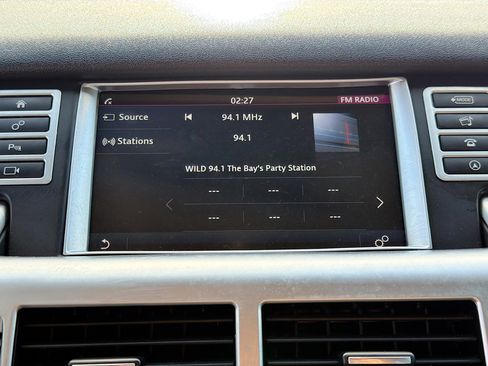 02:27
FM RADIO
Source
94.1 MHz
Stations
94.1
WILD 94.1 The Bay's Party Station
--- --- ---
--- --- ---
MODE